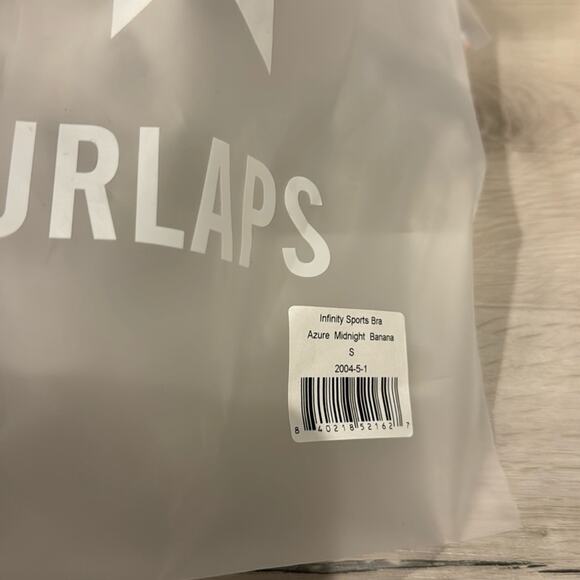 URLAPS
Infinity Sports Bra
Azure Midnight Banana
S
2004-5-1
8 40218 52162 7